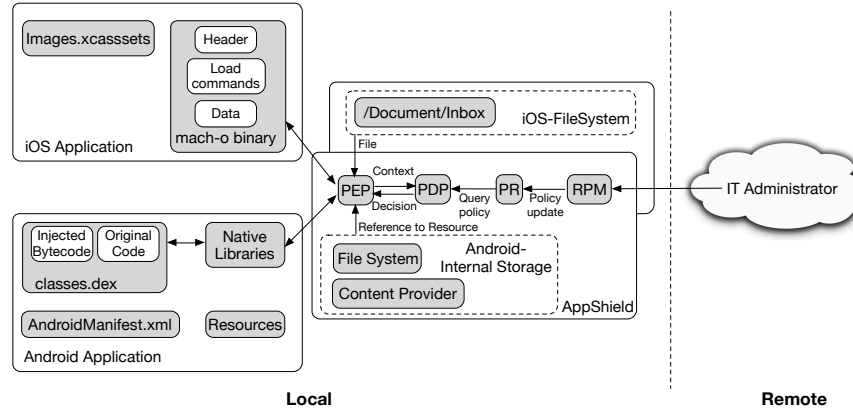 Images.xcasssets
Header
Load
commands
Data
mach-o binary
iOS Application
/Document/Inbox
iOS-FileSystem
File
PEP
Context
Decision
PDP
Query
policy
PR
Policy
update
RPM
IT Administrator
Reference to Resource
File System
Android-
Internal Storage
Content Provider
AppShield
Injected
Bytecode
Original
Code
classes.dex
Native
Libraries
AndroidManifest.xml
Resources
Android Application
Local
Remote